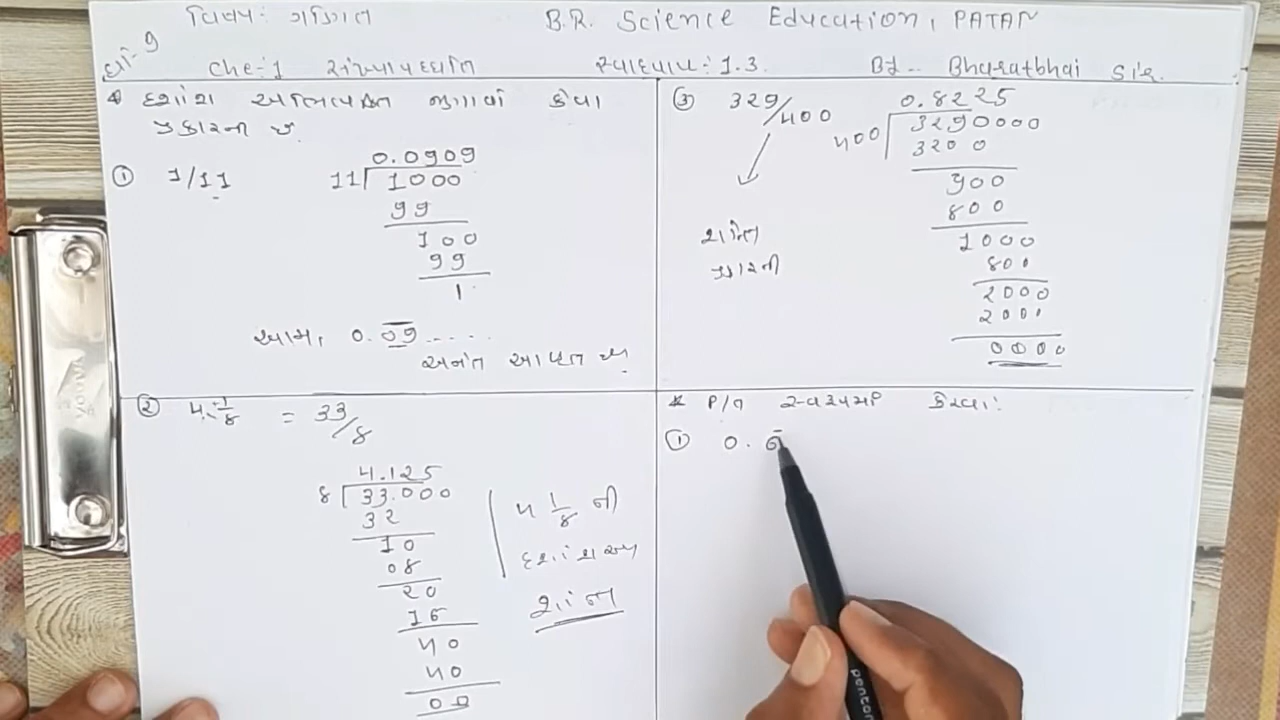 વિષય: ગણિત B.R. Science Education, PATAN
ધો-9
Che:-1 સંખ્યા પદ્ધતિ સ્વાધ્યાય: 1.3 By.. Bharatbhai Sir.
* દશાંશ અભિવ્યક્તિ જણાવો કેવા
પ્રકારની છે.
① 1/11
0.0909
11 1000
99
100
99
1
આમ, 0.09.....
અનંત આવૃત છે
② 4 1/8 = 33/8
4.125
8 33.000
32
10
08
20
16
40
40
00
4 1/8 ની
દશાંશરૂપ
શાંત
③ 329/400
0.8225
400 3290000
3200
900
800
1000
800
2000
2000
0000
શાંત
પ્રકારની
* P/q સ્વરૂપમાં ફેરવો:
① 0.6
pentonic